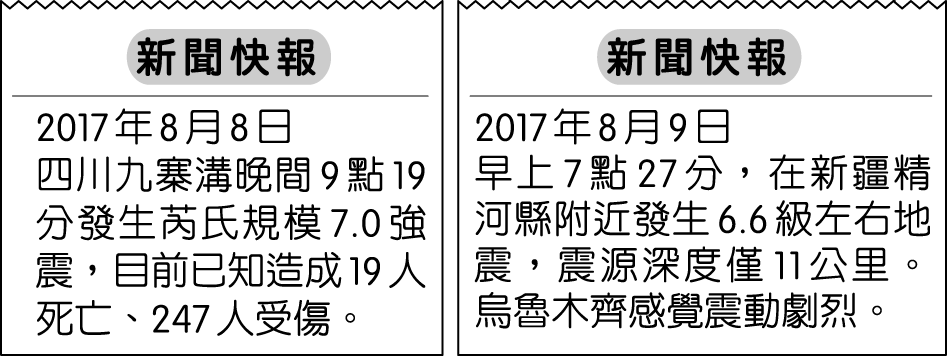 新聞快報
2017年8月8日
四川九寨溝晚間9點19
分發生芮氏規模7.0強
震，目前已知造成19人
死亡、247人受傷。
新聞快報
2017年8月9日
早上7點27分，在新疆精
河縣附近發生6.6級左右地
震，震源深度僅11公里。
烏魯木齊感覺震動劇烈。